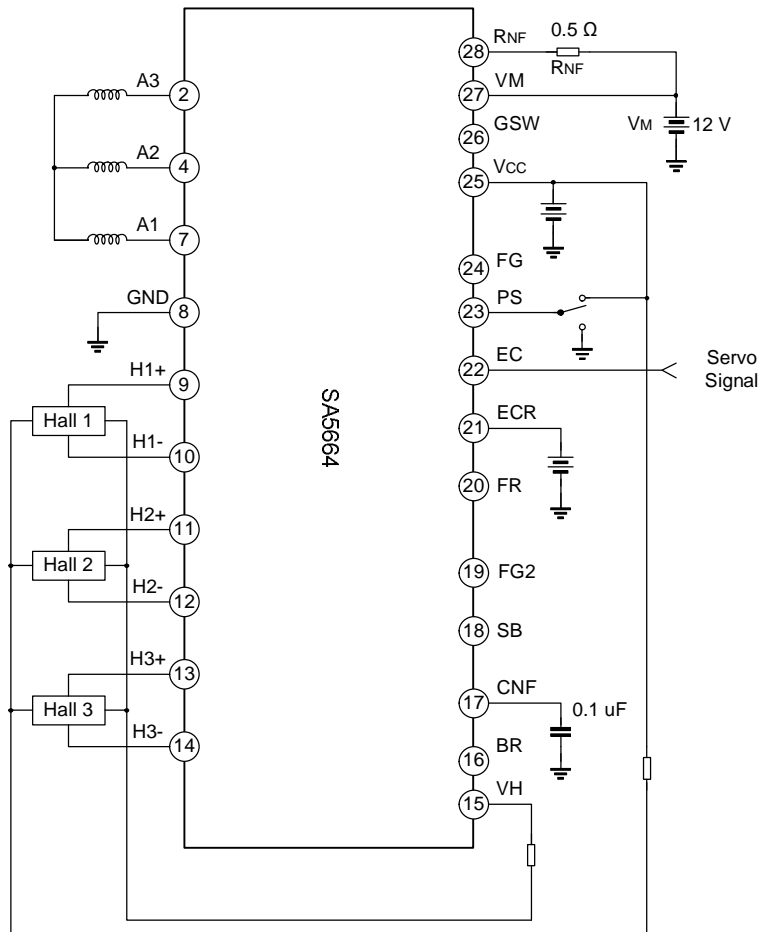 RNF
0.5 Ω
28
RNF
A3
VM
2
27
GSW
VM
12 V
26
A2
VCC
4
25
A1
7
FG
24
GND
PS
8
23
EC
22
Servo
Signal
H1+
9
ECR
Hall 1
SA5664
21
H1-
10
FR
20
H2+
11
Hall 2
FG2
19
H2-
12
SB
18
H3+
13
CNF
17
0.1 uF
Hall 3
H3-
14
BR
16
VH
15